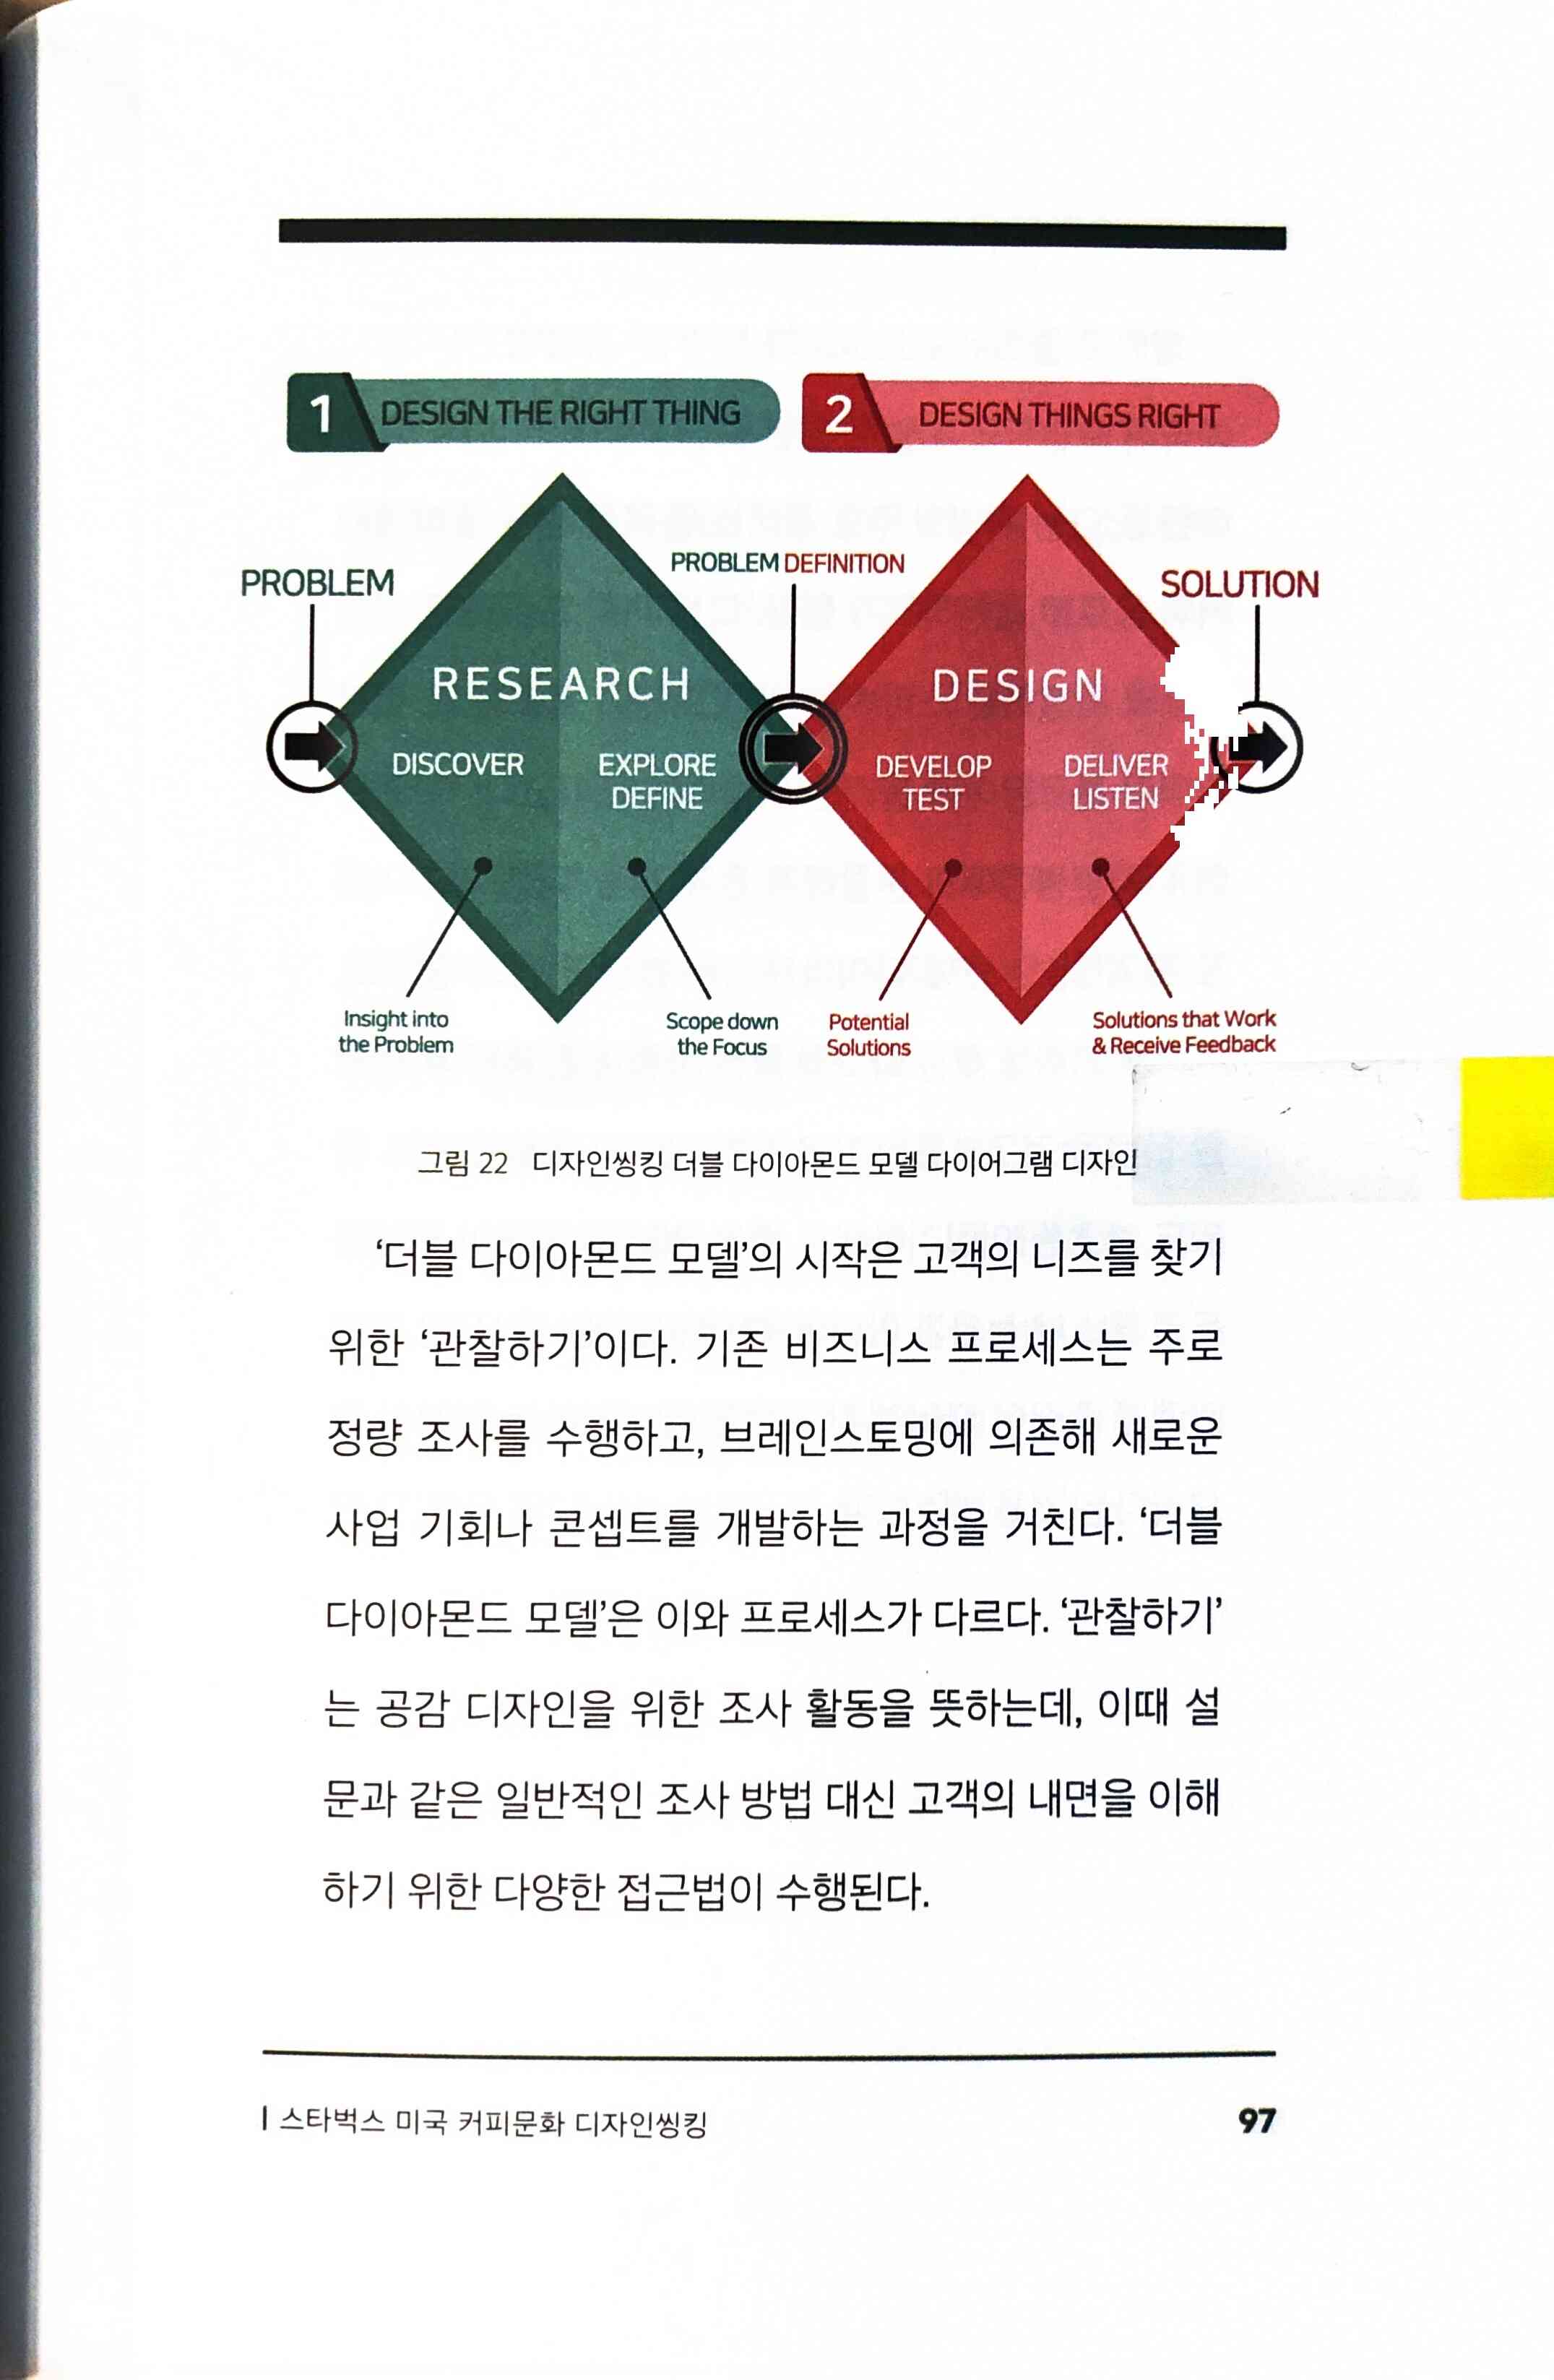 1 DESIGN THE RIGHT THING
2 DESIGN THINGS RIGHT
PROBLEM
PROBLEM DEFINITION
SOLUTION
RESEARCH
DISCOVER
EXPLORE
DEFINE
DESIGN
DEVELOP
TEST
DELIVER
LISTEN
Insight into
the Problem
Scope down
the Focus
Potential
Solutions
Solutions that Work
& Receive Feedback
그림 22 디자인씽킹 더블 다이아몬드 모델 다이어그램 디자인
‘더블 다이아몬드 모델’의 시작은 고객의 니즈를 찾기
위한 ‘관찰하기’이다. 기존 비즈니스 프로세스는 주로
정량 조사를 수행하고, 브레인스토밍에 의존해 새로운
사업 기회나 콘셉트를 개발하는 과정을 거친다. ‘더블
다이아몬드 모델’은 이와 프로세스가 다르다. ‘관찰하기’
는 공감 디자인을 위한 조사 활동을 뜻하는데, 이때 설
문과 같은 일반적인 조사 방법 대신 고객의 내면을 이해
하기 위한 다양한 접근법이 수행된다.
| 스타벅스 미국 커피문화 디자인씽킹
97